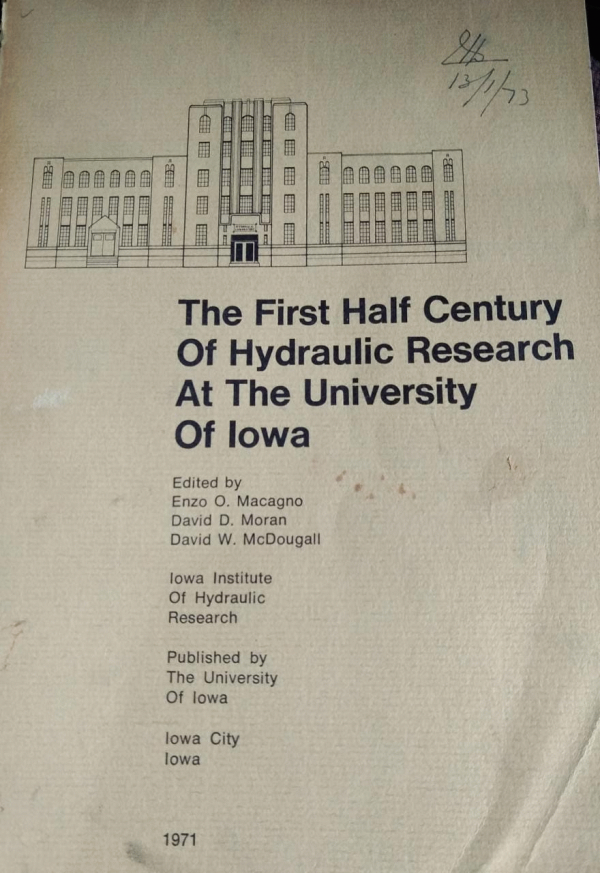 13/1/73
The First Half Century
Of Hydraulic Research
At The University
Of Iowa
Edited by
Enzo O. Macagno
David D. Moran
David W. McDougall
Iowa Institute
Of Hydraulic
Research
Published by
The University
Of Iowa
Iowa City
Iowa
1971